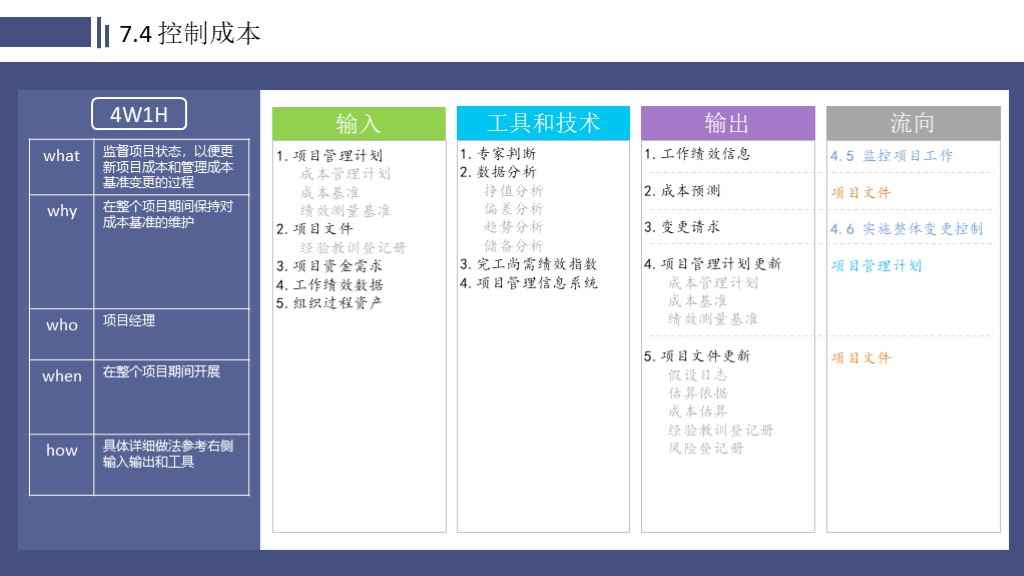 7.4 控制成本
4W1H
what
监督项目状态，以便更
新项目成本和管理成本
基准变更的过程
why
在整个项目期间保持对
成本基准的维护
who
项目经理
when
在整个项目期间开展
how
具体详细做法参考右侧
输入输出和工具
输入
1. 项目管理计划
成本管理计划
成本基准
绩效测量基准
2. 项目文件
经验教训登记册
3. 项目资金需求
4. 工作绩效数据
5. 组织过程资产
工具和技术
1. 专家判断
2. 数据分析
挣值分析
偏差分析
趋势分析
储备分析
3. 完工尚需绩效指数
4. 项目管理信息系统
输出
1. 工作绩效信息
2. 成本预测
3. 变更请求
4. 项目管理计划更新
成本管理计划
成本基准
绩效测量基准
5. 项目文件更新
假设日志
估算依据
成本估算
经验教训登记册
风险登记册
流向
4.5 监控项目工作
项目文件
4.6 实施整体变更控制
项目管理计划
项目文件